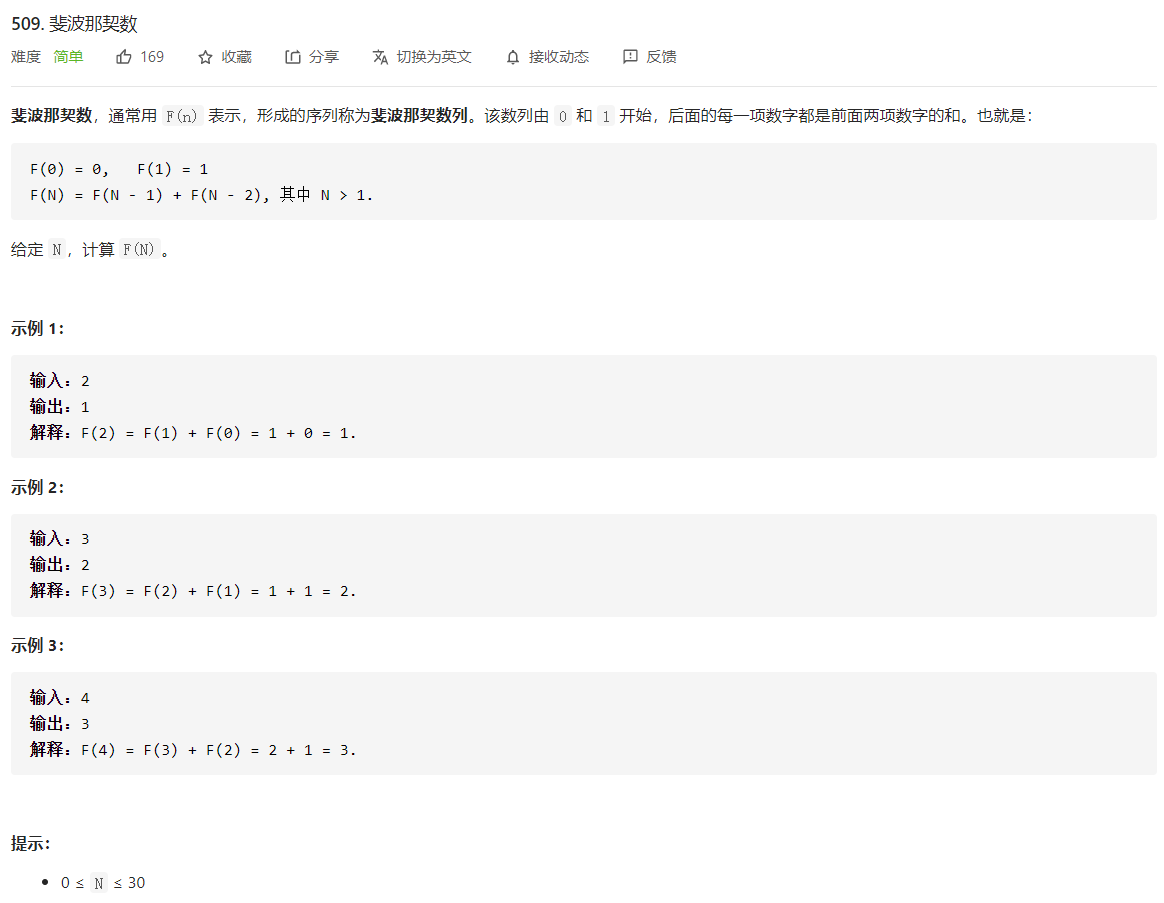 509. 斐波那契数
难度 简单 169 收藏 分享 切换为英文 接收动态 反馈
斐波那契数，通常用 F(n) 表示，形成的序列称为斐波那契数列。该数列由 0 和 1 开始，后面的每一项数字都是前面两项数字的和。也就是：
F(0) = 0,   F(1) = 1
F(N) = F(N - 1) + F(N - 2), 其中 N > 1.
给定 N，计算 F(N)。
示例 1：
输入：2
输出：1
解释：F(2) = F(1) + F(0) = 1 + 0 = 1.
示例 2：
输入：3
输出：2
解释：F(3) = F(2) + F(1) = 1 + 1 = 2.
示例 3：
输入：4
输出：3
解释：F(4) = F(3) + F(2) = 2 + 1 = 3.
提示：
• 0 ≤ N ≤ 30